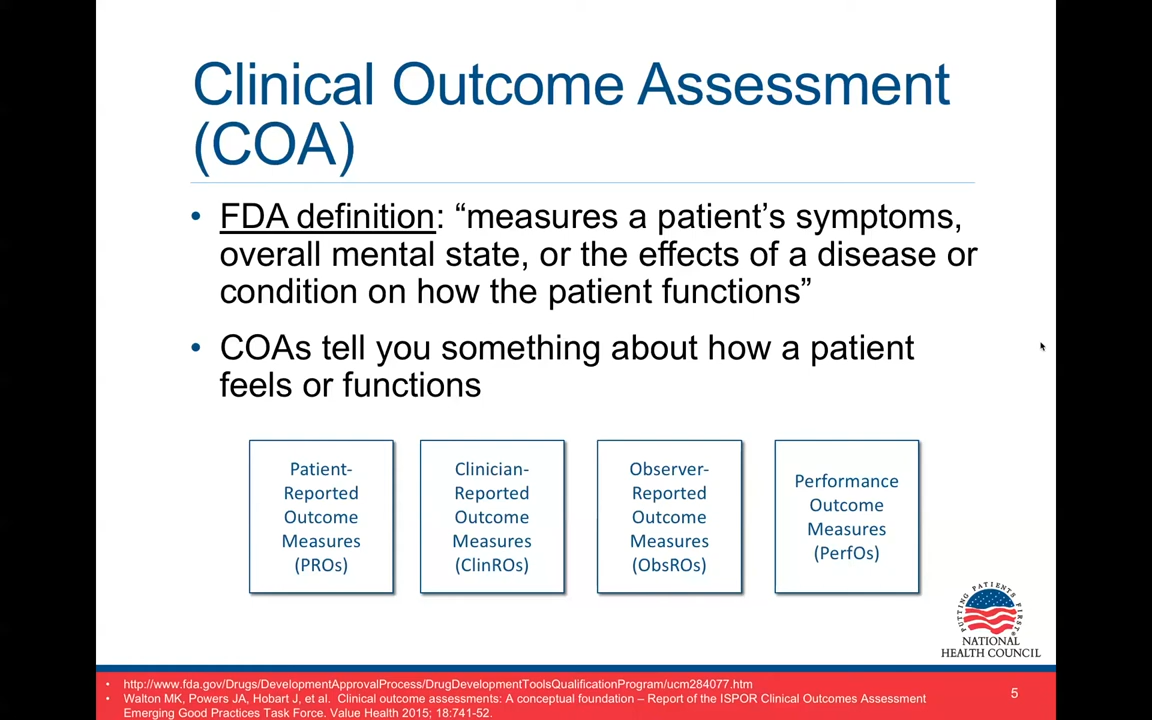 Clinical Outcome Assessment
(COA)
• FDA definition: “measures a patient’s symptoms,
overall mental state, or the effects of a disease or
condition on how the patient functions”
• COAs tell you something about how a patient
feels or functions
Patient-
Reported
Outcome
Measures
(PROs)
Clinician-
Reported
Outcome
Measures
(ClinROs)
Observer-
Reported
Outcome
Measures
(ObsROs)
Performance
Outcome
Measures
(PerfOs)
PUTTING PATIENTS FIRST®
NATIONAL
HEALTH COUNCIL
• http://www.fda.gov/Drugs/DevelopmentApprovalProcess/DrugDevelopmentToolsQualificationProgram/ucm284077.htm
• Walton MK, Powers JA, Hobart J, et al. Clinical outcome assessments: A conceptual foundation – Report of the ISPOR Clinical Outcomes Assessment
Emerging Good Practices Task Force. Value Health 2015; 18:741-52.
5